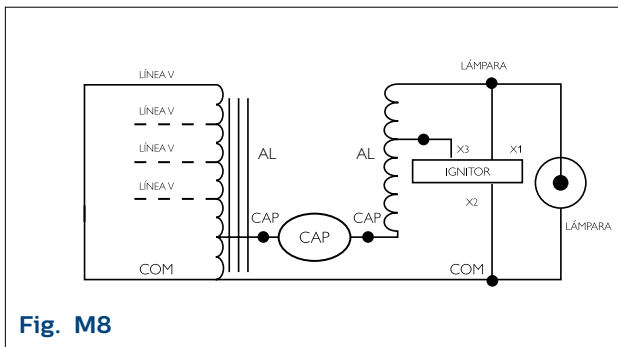 LÍNEA V
LÍNEA V
LÍNEA V
LÍNEA V
AL
CAP
CAP
CAP
COM
LÁMPARA
AL
X3
X1
IGNITOR
X2
COM
LÁMPARA
Fig. M8